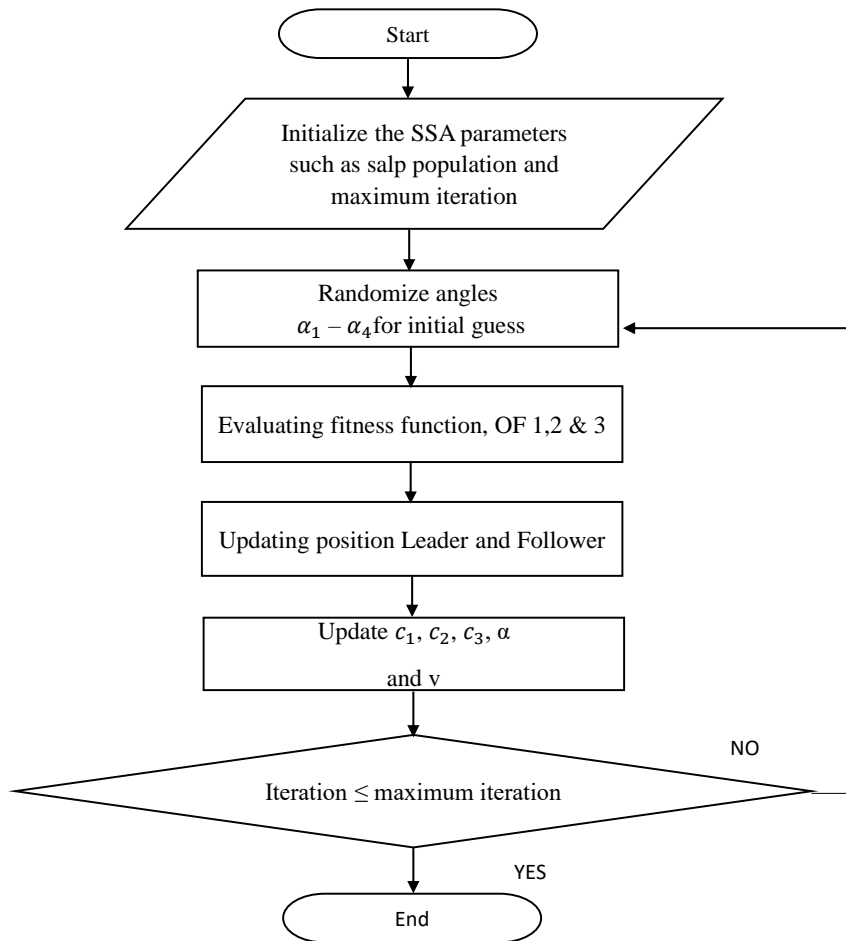 Start
Initialize the SSA parameters
such as salp population and
maximum iteration
Randomize angles
𝛼₁ – 𝛼₄for initial guess
Evaluating fitness function, OF 1,2 & 3
Updating position Leader and Follower
Update 𝑐₁, 𝑐₂, 𝑐₃, α
and v
NO
Iteration ≤ maximum iteration
YES
End